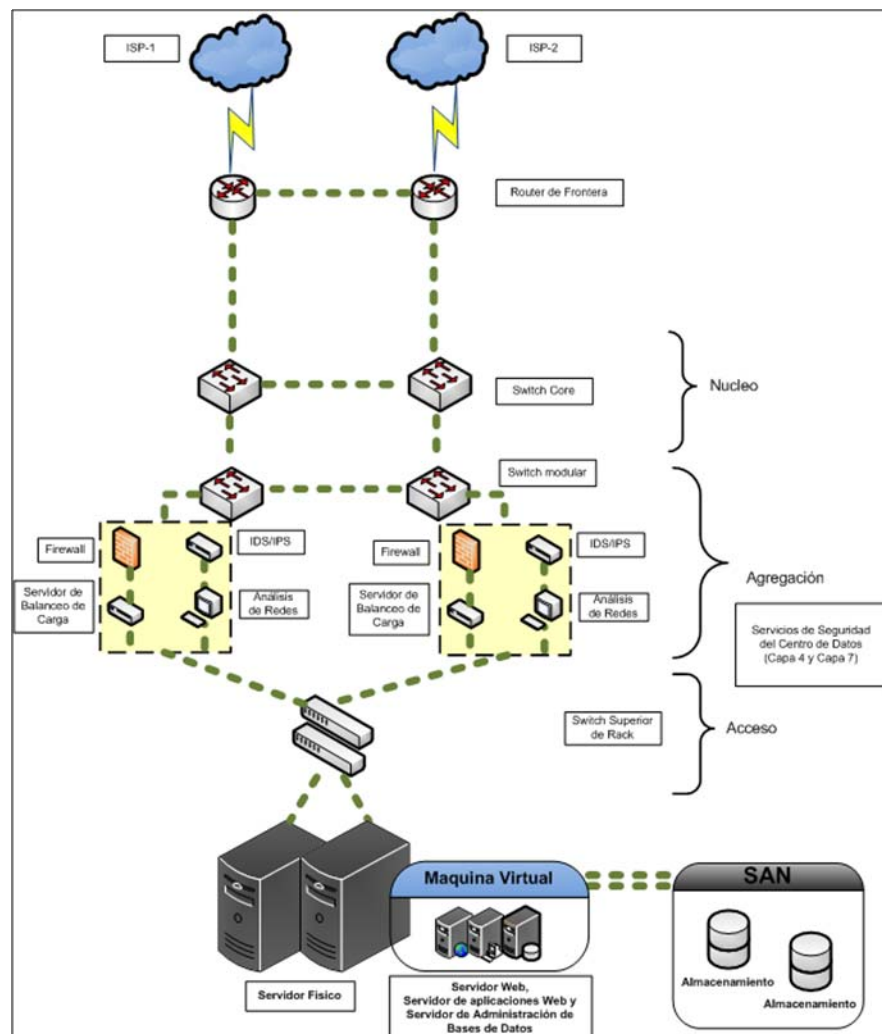 ISP-1
ISP-2
Router de Frontera
Switch Core
Nucleo
Switch modular
Firewall
IDS/IPS
Servidor de
Balanceo de
Carga
Análisis
de Redes
Firewall
IDS/IPS
Servidor de
Balanceo de
Carga
Análisis
de Redes
Agregación
Servicios de Seguridad
del Centro de Datos
(Capa 4 y Capa 7)
Switch Superior
de Rack
Acceso
Servidor Fisico
Maquina Virtual
Servidor Web,
Servidor de aplicaciones Web y
Servidor de Administración de
Bases de Datos
SAN
Almacenamiento
Almacenamiento